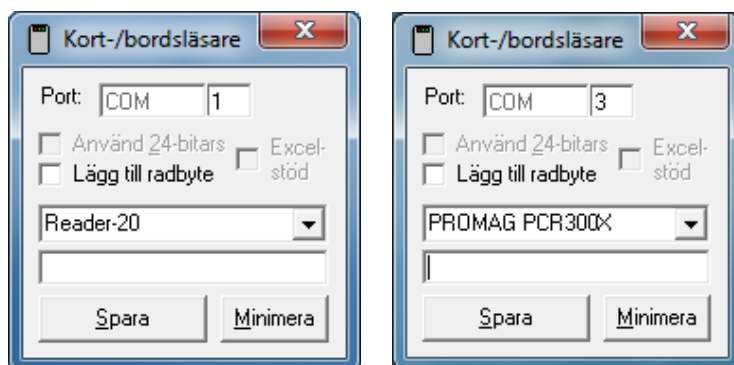 Kort-/bordsläsare
Port: COM 1
Använd 24-bitars
Excel-stöd
Lägg till radbyte
Reader-20
Spara Minimera
Kort-/bordsläsare
Port: COM 3
Använd 24-bitars
Excel-stöd
Lägg till radbyte
PROMAG PCR300X
Spara Minimera